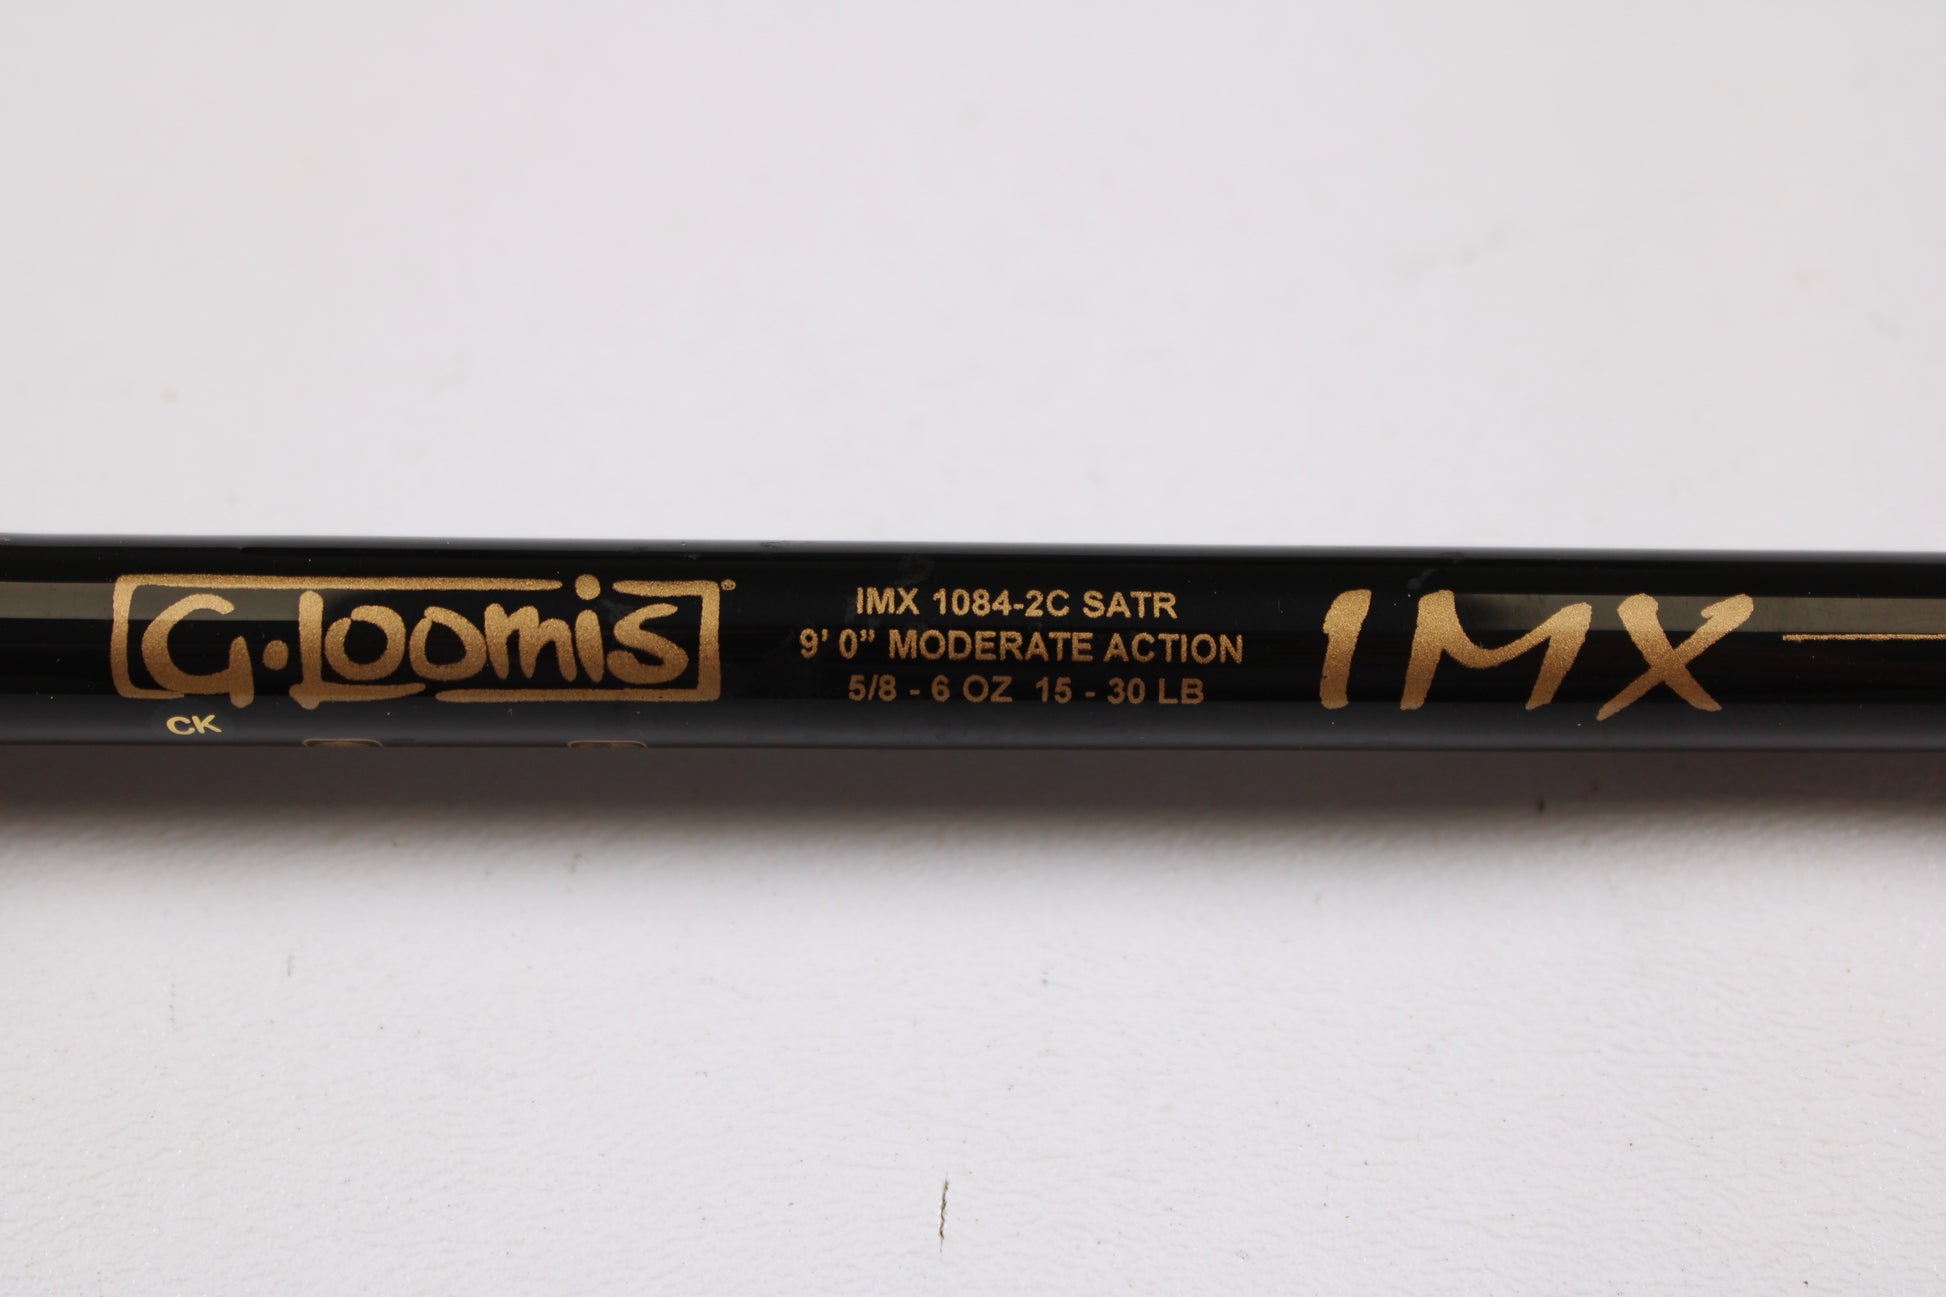 G.Loomis®
IMX 1084-2C SATR
9' 0" MODERATE ACTION
5/8 - 6 OZ 15 - 30 LB
IMX
CK